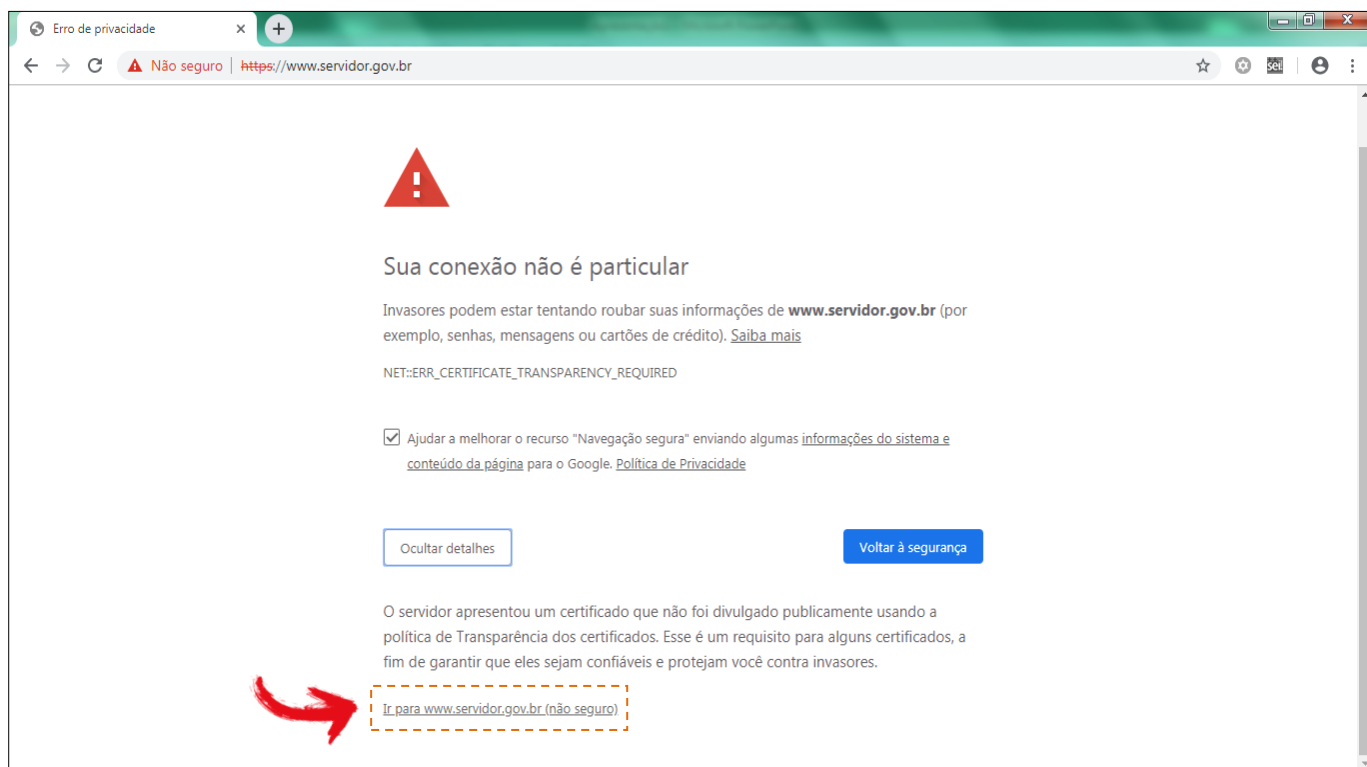 Erro de privacidade
Não seguro | https://www.servidor.gov.br
sei
Sua conexão não é particular
Invasores podem estar tentando roubar suas informações de www.servidor.gov.br (por
exemplo, senhas, mensagens ou cartões de crédito). Saiba mais
NET::ERR_CERTIFICATE_TRANSPARENCY_REQUIRED
Ajudar a melhorar o recurso "Navegação segura" enviando algumas informações do sistema e
conteúdo da página para o Google. Política de Privacidade
Ocultar detalhes
Voltar à segurança
O servidor apresentou um certificado que não foi divulgado publicamente usando a
política de Transparência dos certificados. Esse é um requisito para alguns certificados, a
fim de garantir que eles sejam confiáveis e protejam você contra invasores.
Ir para www.servidor.gov.br (não seguro)